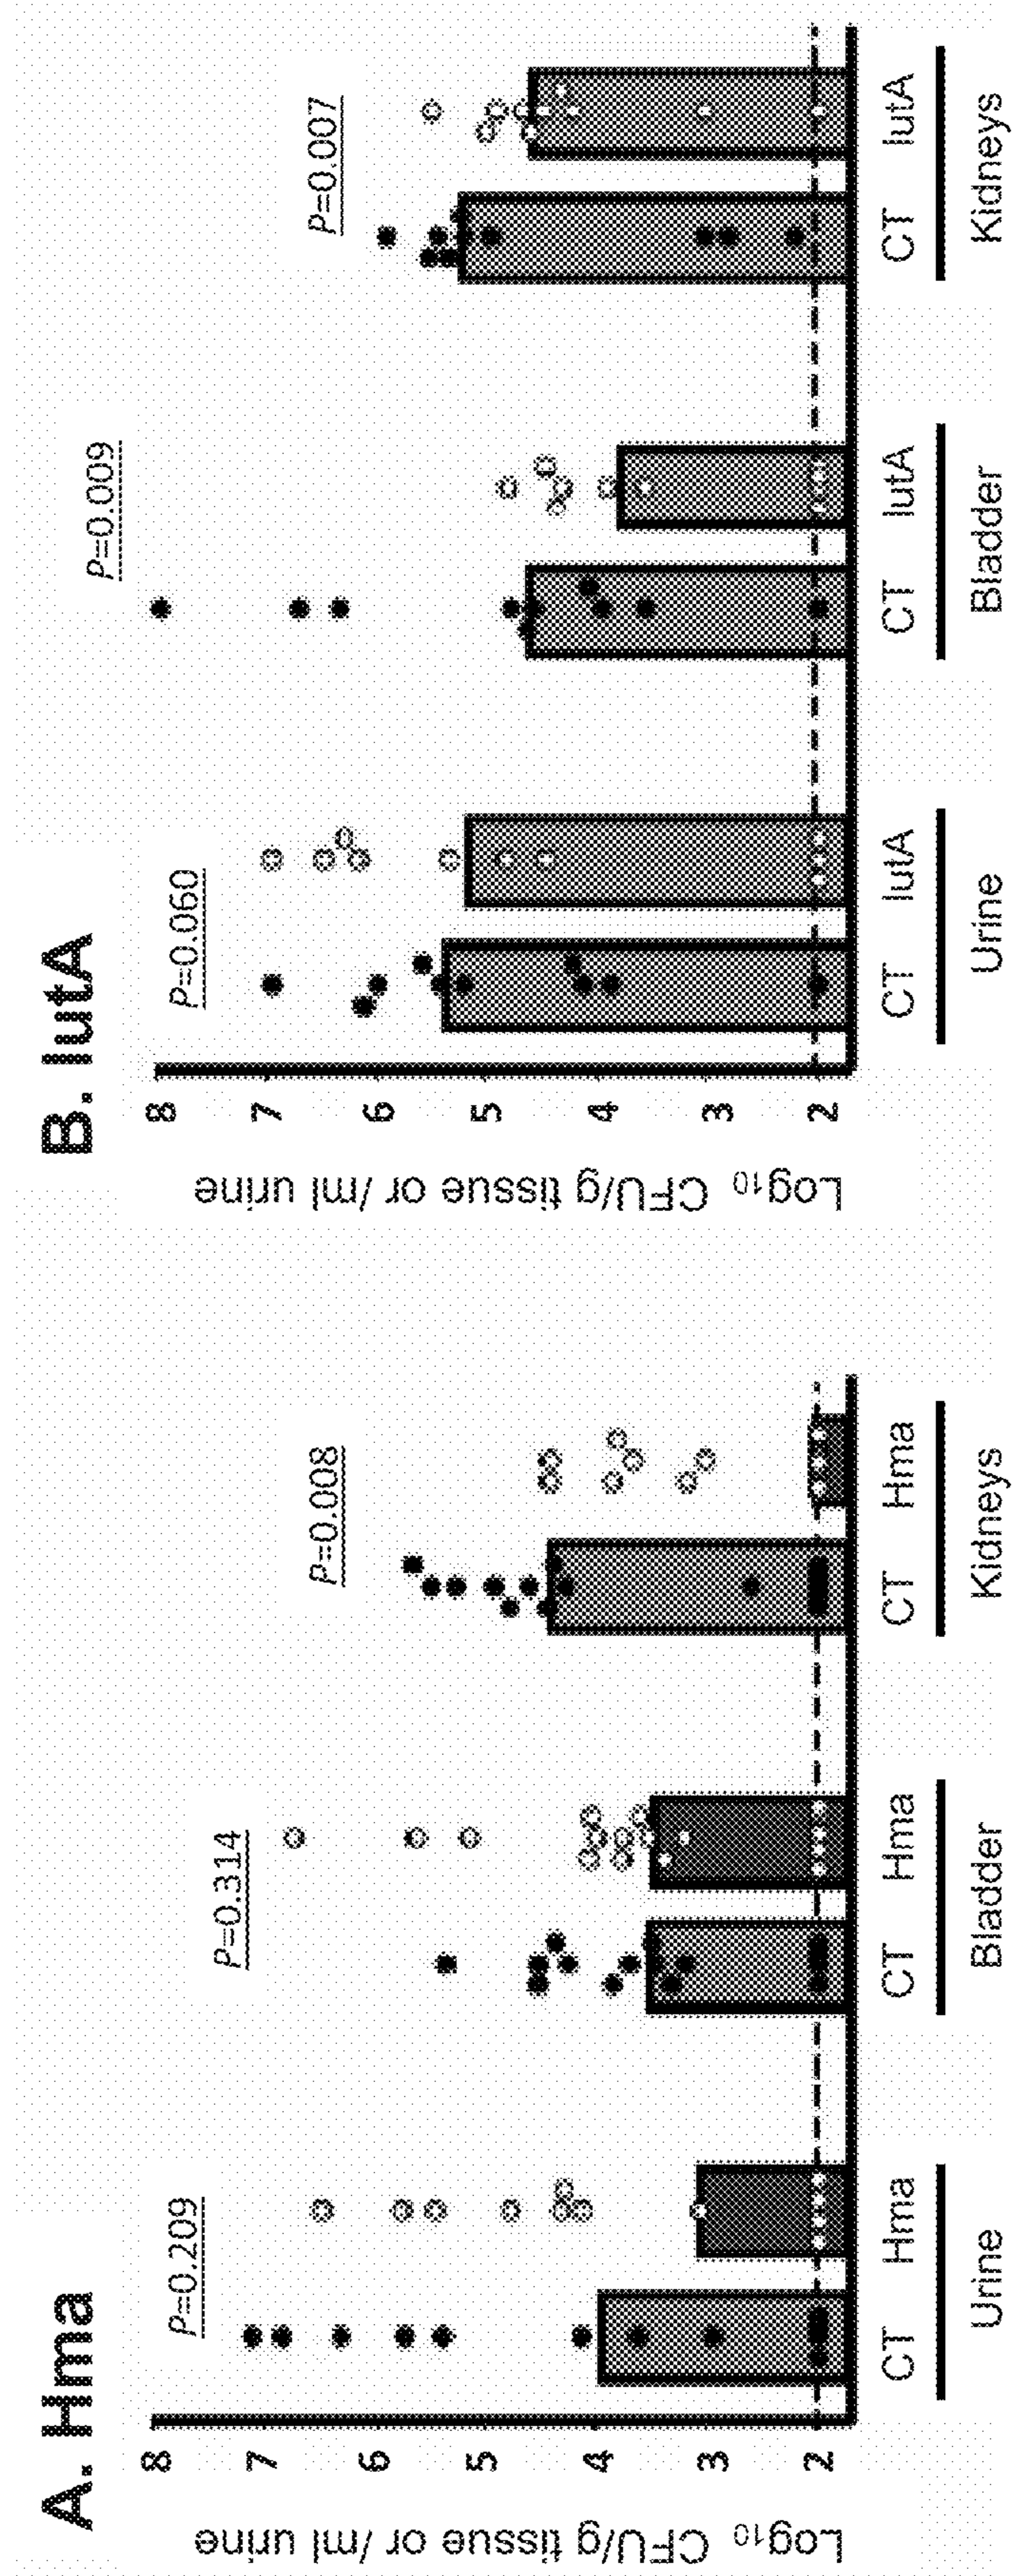 A. Hma
Log10 CFU/g tissue or /ml urine
8
7
6
5
4
3
2
P=0.209
P=0.314
P=0.008
CT Hma CT Hma CT Hma
Urine Bladder Kidneys
B. IutA
Log10 CFU/g tissue or /ml urine
8
7
6
5
4
3
2
P=0.060
P=0.009
P=0.007
CT IutA CT IutA CT IutA
Urine Bladder Kidneys